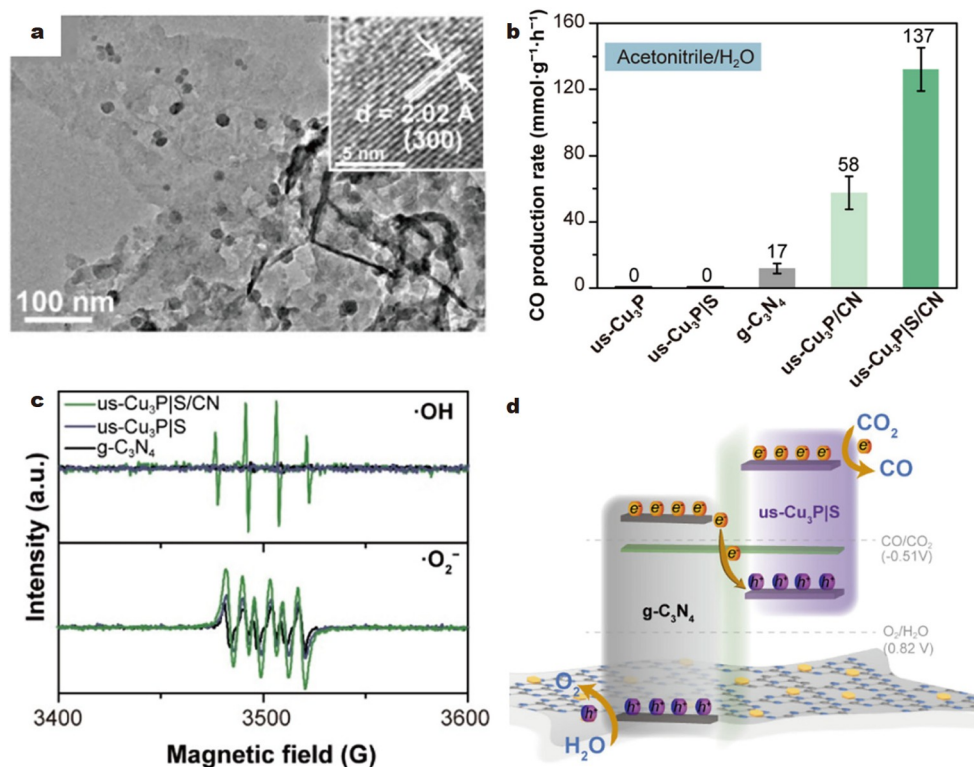 a
d = 2.02 A
(300)
5 nm
100 nm
b
CO production rate (mmol·g⁻¹·h⁻¹)
160
120
80
40
0
Acetonitrile/H₂O
0
0
17
58
137
us-Cu₃P
us-Cu₃P|S
g-C₃N₄
us-Cu₃P/CN
us-Cu₃P|S/CN
c
Intensity (a.u.)
us-Cu₃P|S/CN
us-Cu₃P|S
g-C₃N₄
·OH
·O₂⁻
3400
3500
3600
Magnetic field (G)
d
CO₂
e⁻ e⁻ e⁻ e⁻
e⁻
CO
us-Cu₃P|S
e⁻ e⁻ e⁻ e⁻
e⁻
CO/CO₂
(-0.51V)
e⁻
h⁺ h⁺ h⁺ h⁺
g-C₃N₄
O₂/H₂O
(0.82 V)
O₂
h⁺
h⁺ h⁺ h⁺ h⁺
H₂O